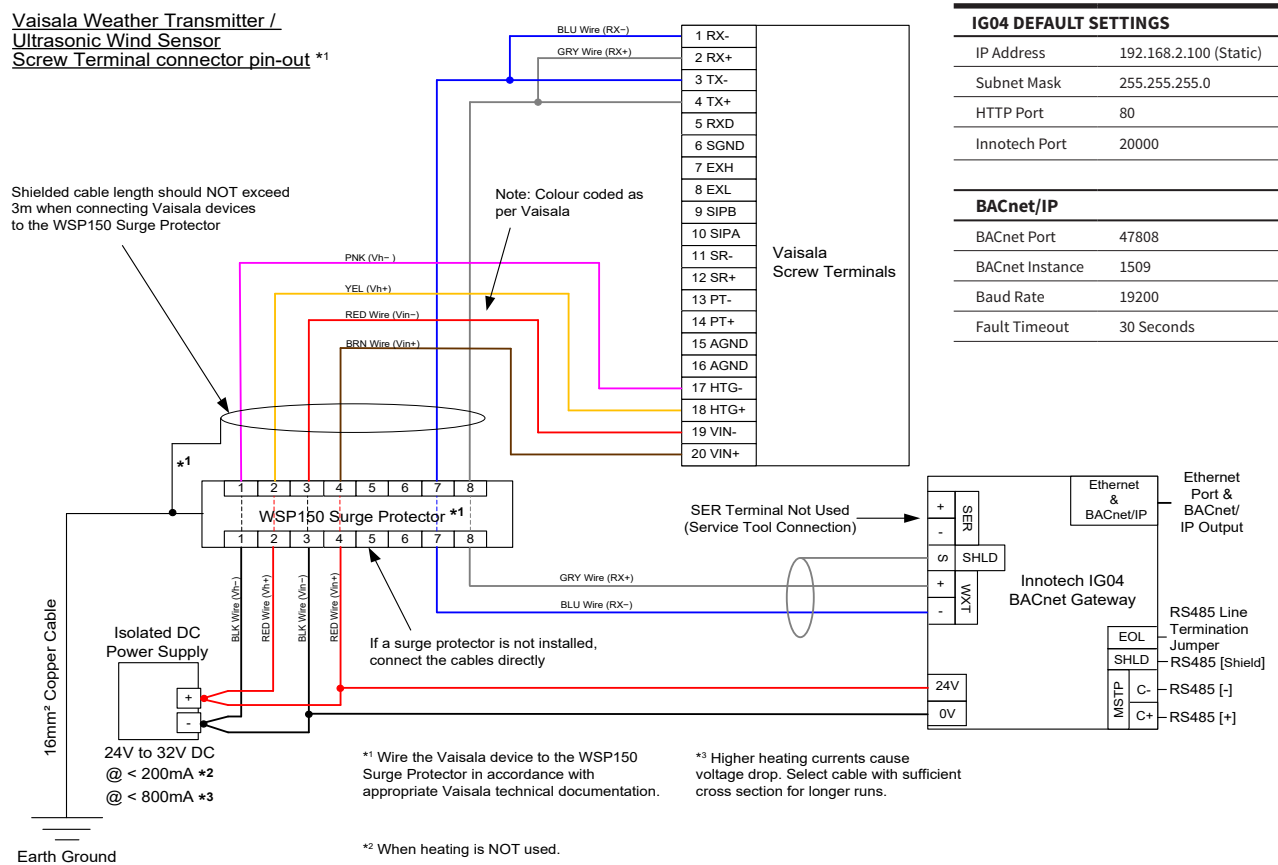 Vaisala Weather Transmitter /
Ultrasonic Wind Sensor
Screw Terminal connector pin-out *1
BLU Wire (RX−)
GRY Wire (RX+)
1 RX-
2 RX+
3 TX-
4 TX+
5 RXD
6 SGND
7 EXH
8 EXL
9 SIPB
10 SIPA
11 SR-
12 SR+
13 PT-
14 PT+
15 AGND
16 AGND
17 HTG-
18 HTG+
19 VIN-
20 VIN+
Vaisala
Screw Terminals
IG04 DEFAULT SETTINGS
IP Address 192.168.2.100 (Static)
Subnet Mask 255.255.255.0
HTTP Port 80
Innotech Port 20000
BACnet/IP
BACnet Port 47808
BACnet Instance 1509
Baud Rate 19200
Fault Timeout 30 Seconds
Shielded cable length should NOT exceed
3m when connecting Vaisala devices
to the WSP150 Surge Protector
Note: Colour coded as
per Vaisala
PNK (Vh− )
YEL (Vh+)
RED Wire (Vin−)
BRN Wire (Vin+)
*1
1 2 3 4 5 6 7 8
WSP150 Surge Protector *1
1 2 3 4 5 6 7 8
BLK Wire (Vh−)
RED Wire (Vh+)
BLK Wire (Vin−)
RED Wire (Vin+)
GRY Wire (RX+)
BLU Wire (RX−)
If a surge protector is not installed,
connect the cables directly
SER Terminal Not Used
(Service Tool Connection)
+
-
SER
S
SHLD
+
-
WXT
24V
0V
Ethernet
&
BACnet/IP
Ethernet
Port &
BACnet/
IP Output
Innotech IG04
BACnet Gateway
EOL
RS485 Line
Termination
Jumper
SHLD
RS485 [Shield]
MSTP
C-
RS485 [-]
C+
RS485 [+]
16mm² Copper Cable
Isolated DC
Power Supply
+
-
24V to 32V DC
@ < 200mA *2
@ < 800mA *3
Earth Ground
*1 Wire the Vaisala device to the WSP150
Surge Protector in accordance with
appropriate Vaisala technical documentation.
*2 When heating is NOT used.
*3 Higher heating currents cause
voltage drop. Select cable with sufficient
cross section for longer runs.